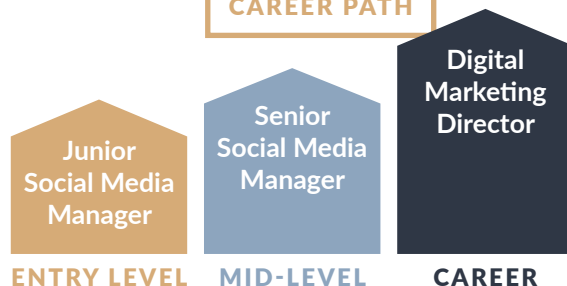 CAREER PATH
Junior
Social Media
Manager
Senior
Social Media
Manager
Digital
Marketing
Director
ENTRY LEVEL
MID-LEVEL
CAREER